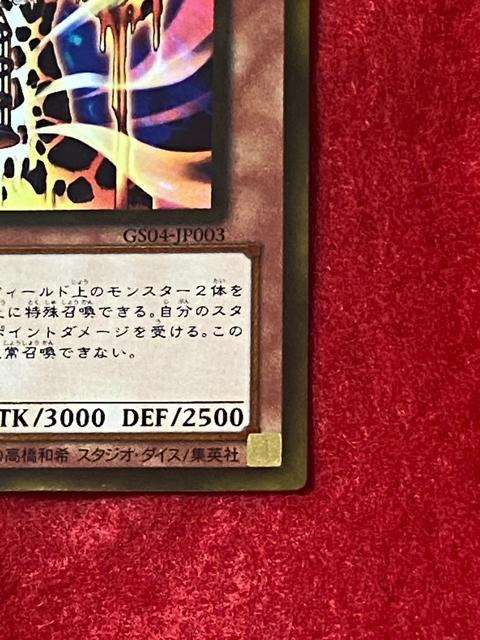 GS04-JP003
ィールド上のモンスター2体を
に特殊召喚できる。自分のスタ
ポイントダメージを受ける。この
常召喚できない。
TK/3000 DEF/2500
高橋和希 スタジオ・ダイス/集英社